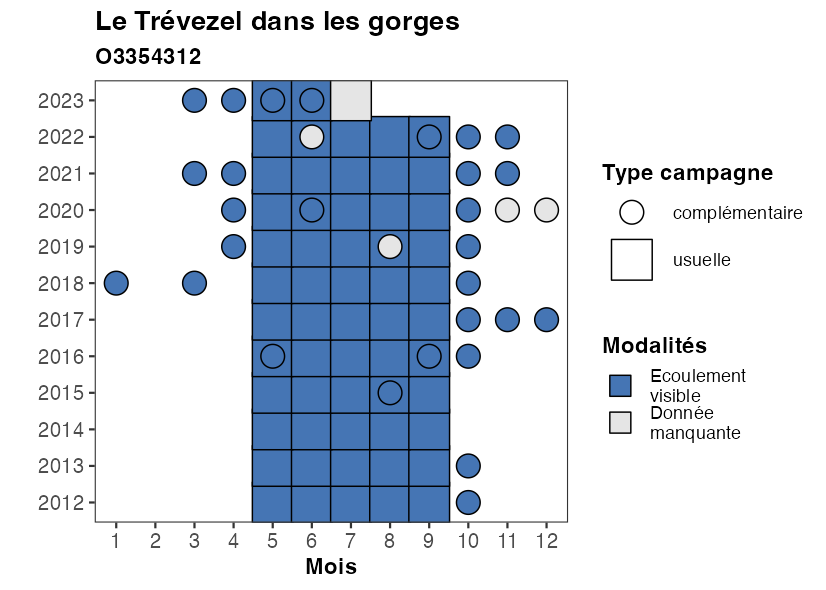 Le Trévezel dans les gorges
O3354312
2023
2022
2021
2020
2019
2018
2017
2016
2015
2014
2013
2012
1 2 3 4 5 6 7 8 9 10 11 12
Mois
Type campagne
complémentaire
usuelle
Modalités
Ecoulement
visible
Donnée
manquante